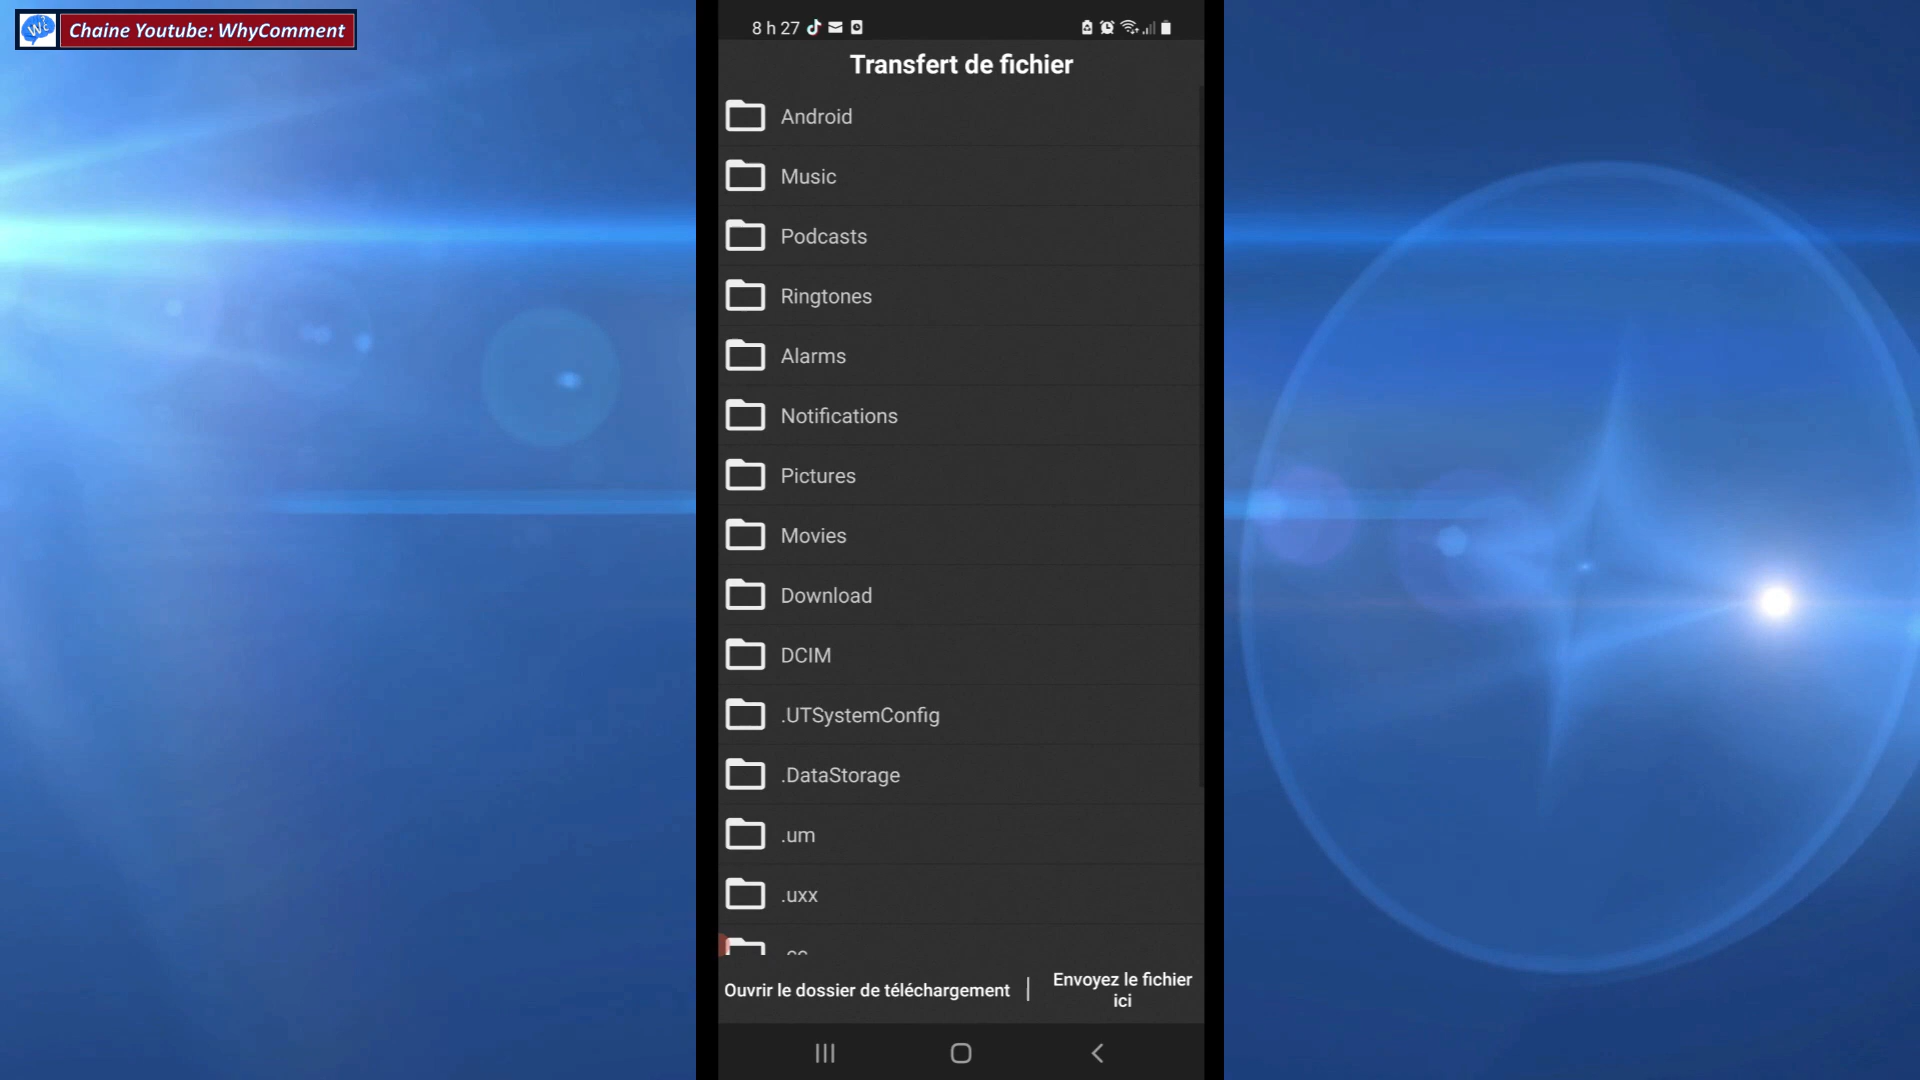 Wc
Chaine Youtube: WhyComment
8 h 27
Transfert de fichier
Android
Music
Podcasts
Ringtones
Alarms
Notifications
Pictures
Movies
Download
DCIM
.UTSystemConfig
.DataStorage
.um
.uxx
Ouvrir le dossier de téléchargement | Envoyez le fichier
ici